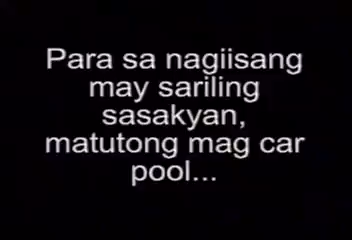 Para sa nagiisang
may sariling
sasakyan,
matutong mag car
pool...